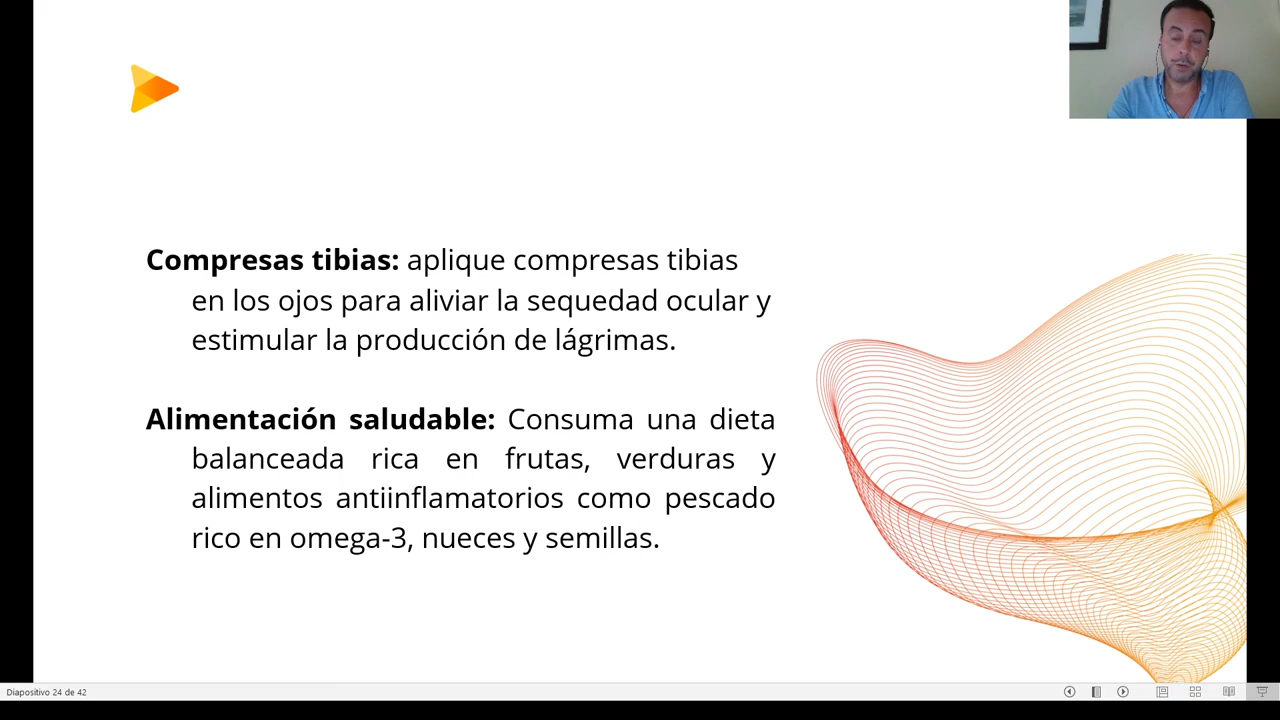 Compresas tibias: aplique compresas tibias
en los ojos para aliviar la sequedad ocular y
estimular la producción de lágrimas.
Alimentación saludable: Consuma una dieta
balanceada rica en frutas, verduras y
alimentos antiinflamatorios como pescado
rico en omega-3, nueces y semillas.
Diapositivo 24 de 42